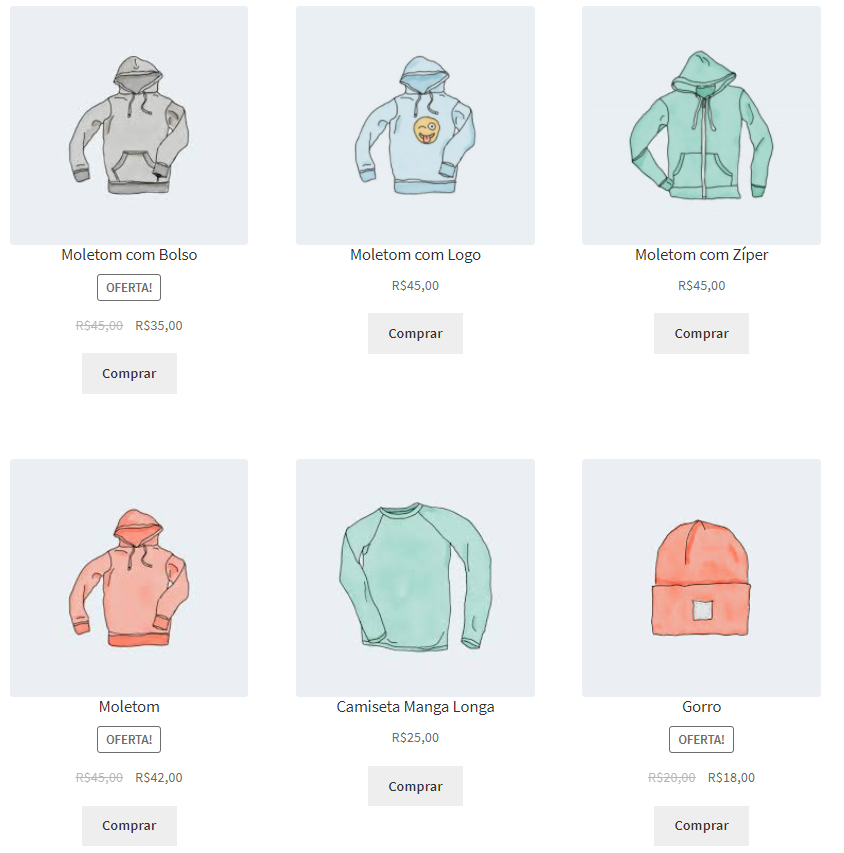 Moletom com Bolso
OFERTA!
R$45,00 R$35,00
Comprar
Moletom com Logo
R$45,00
Comprar
Moletom com Zíper
R$45,00
Comprar
Moletom
OFERTA!
R$45,00 R$42,00
Comprar
Camiseta Manga Longa
R$25,00
Comprar
Gorro
OFERTA!
R$20,00 R$18,00
Comprar